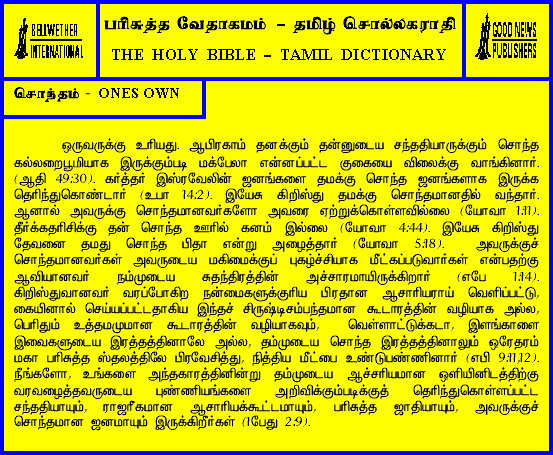 BELLWETHER
INTERNATIONAL
பரிசுத்த வேதாகமம் – தமிழ் சொல்லகராதி
THE HOLY BIBLE – TAMIL DICTIONARY
GOOD NEWS
PUBLISHERS
சொந்தம் - ONES OWN
ஒருவருக்கு உரியது. ஆபிரகாம் தனக்கும் தன்னுடைய சந்ததியாருக்கும் சொந்த
கல்லறைபூமியாக இருக்கும்படி மக்பேலா என்னப்பட்ட குகையை விலைக்கு வாங்கினார்.
(ஆதி 49:30). கர்த்தர் இஸ்ரவேலின் ஜனங்களை தமக்கு சொந்த ஜனங்களாக இருக்க
தெரிந்துகொண்டார் (உபா 14:2). இயேசு கிறிஸ்து தமக்கு சொந்தமானதில் வந்தார்.
ஆனால் அவருக்கு சொந்தமானவர்களோ அவரை ஏற்றுக்கொள்ளவில்லை (யோவா 1:11).
தீர்க்கதரிசிக்கு தன் சொந்த ஊரில் கனம் இல்லை (யோவா 4:44). இயேசு கிறிஸ்து
தேவனை தமது சொந்த பிதா என்று அழைத்தார் (யோவா 5:18). அவருக்குச்
சொந்தமானவர்கள் அவருடைய மகிமைக்குப் புகழ்ச்சியாக மீட்கப்படுவார்கள் என்பதற்கு
ஆவியானவர் நம்முடைய சுதந்திரத்தின் அச்சாரமாயிருக்கிறார் (எபே 1:14).
கிறிஸ்துவானவர் வரப்போகிற நன்மைகளுக்குரிய பிரதான ஆசாரியராய் வெளிப்பட்டு,
கையினால் செய்யப்பட்டதாகிய இந்தச் சிருஷ்டிசம்பந்தமான கூடாரத்தின் வழியாக அல்ல,
பெரிதும் உத்தமமுமான கூடாரத்தின் வழியாகவும், வெள்ளாட்டுக்கடா, இளங்காளை
இவைகளுடைய இரத்தத்தினாலே அல்ல, தம்முடைய சொந்த இரத்தத்தினாலும் ஒரேதரம்
மகா பரிசுத்த ஸ்தலத்திலே பிரவேசித்து, நித்திய மீட்பை உண்டுபண்ணினார் (எபி 9:11,12).
நீங்களோ, உங்களை அந்தகாரத்தினின்று தம்முடைய ஆச்சரியமான ஒளியினிடத்திற்கு
வரவழைத்தவருடைய புண்ணியங்களை அறிவிக்கும்படிக்குத் தெரிந்துகொள்ளப்பட்ட
சந்ததியாயும், ராஜரீகமான ஆசாரியக்கூட்டமாயும், பரிசுத்த ஜாதியாயும், அவருக்குச்
சொந்தமான ஜனமாயும் இருக்கிறீர்கள் (1பேது 2:9).